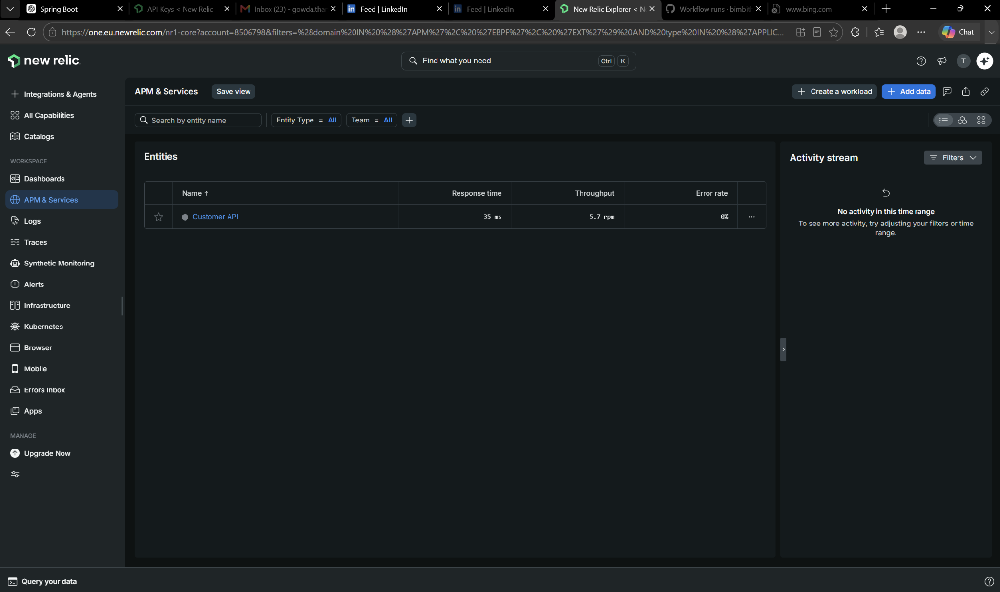 Spring Boot
API Keys < New Relic
Inbox (23) - gowda.thar
Feed | LinkedIn
Feed | LinkedIn
New Relic Explorer < Ne
Workflow runs · bimbitl
www.bing.com
https://one.eu.newrelic.com/nr1-core?account=8506798&filters=%28domain%20IN%20%28%27APM%27%2C%20%27EBPF%27%2C%20%27EXT%27%29%20AND%20type%20IN%20%28%27APPLIC...
Chat
new relic.
Find what you need
Ctrl K
T
Integrations & Agents
All Capabilities
Catalogs
WORKSPACE
Dashboards
APM & Services
Logs
Traces
Synthetic Monitoring
Alerts
Infrastructure
Kubernetes
Browser
Mobile
Errors Inbox
Apps
MANAGE
Upgrade Now
APM & Services
Save view
Create a workload
Add data
Search by entity name
Entity Type = All
Team = All
Entities
Name ↑ Response time Throughput Error rate
Customer API 35 ms 5.7 rpm 0% ...
Activity stream
Filters
No activity in this time range
To see more activity, try adjusting your filters or time
range.
Query your data